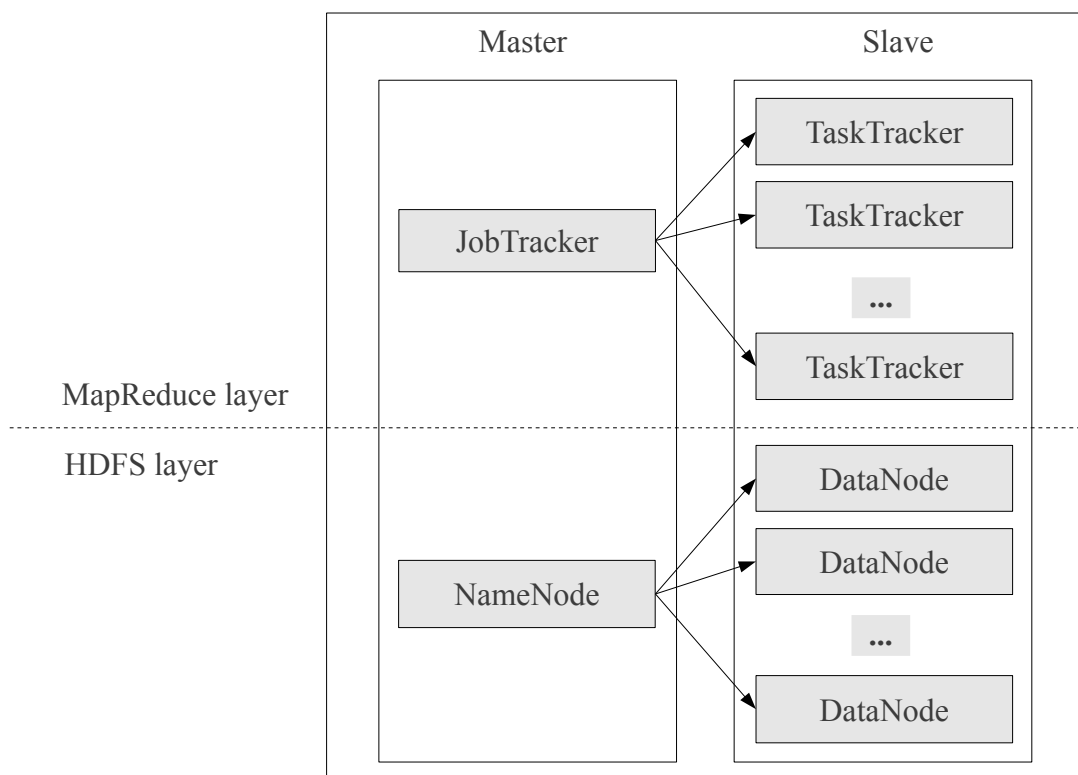 Master
Slave
TaskTracker
TaskTracker
JobTracker
...
TaskTracker
MapReduce layer
HDFS layer
DataNode
DataNode
NameNode
...
DataNode